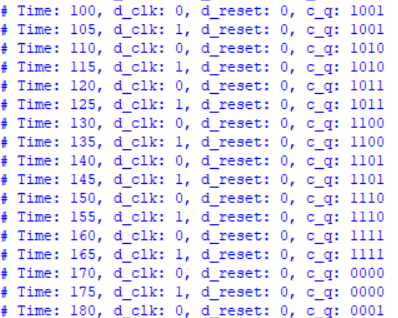 # Time: 100, d_clk: 0, d_reset: 0, c_q: 1001
# Time: 105, d_clk: 1, d_reset: 0, c_q: 1001
# Time: 110, d_clk: 0, d_reset: 0, c_q: 1010
# Time: 115, d_clk: 1, d_reset: 0, c_q: 1010
# Time: 120, d_clk: 0, d_reset: 0, c_q: 1011
# Time: 125, d_clk: 1, d_reset: 0, c_q: 1011
# Time: 130, d_clk: 0, d_reset: 0, c_q: 1100
# Time: 135, d_clk: 1, d_reset: 0, c_q: 1100
# Time: 140, d_clk: 0, d_reset: 0, c_q: 1101
# Time: 145, d_clk: 1, d_reset: 0, c_q: 1101
# Time: 150, d_clk: 0, d_reset: 0, c_q: 1110
# Time: 155, d_clk: 1, d_reset: 0, c_q: 1110
# Time: 160, d_clk: 0, d_reset: 0, c_q: 1111
# Time: 165, d_clk: 1, d_reset: 0, c_q: 1111
# Time: 170, d_clk: 0, d_reset: 0, c_q: 0000
# Time: 175, d_clk: 1, d_reset: 0, c_q: 0000
# Time: 180, d_clk: 0, d_reset: 0, c_q: 0001